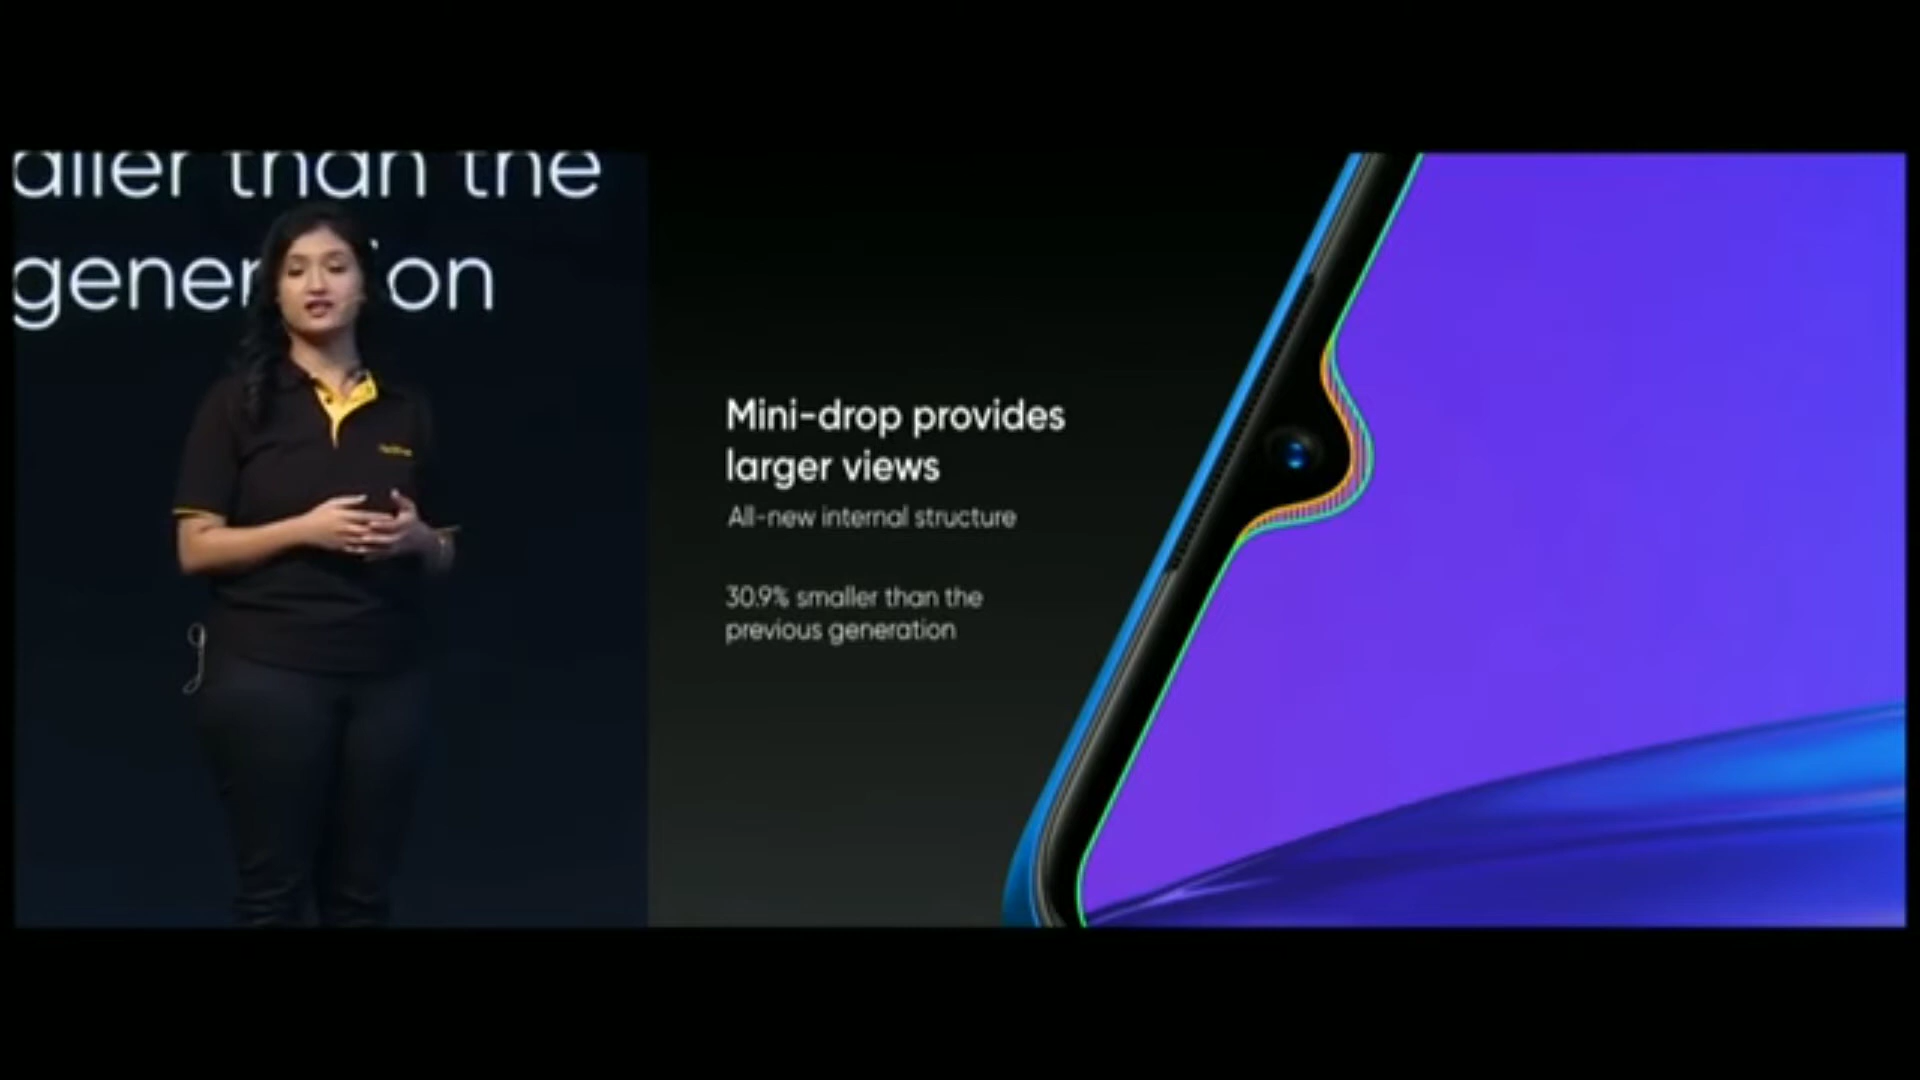 aller than the
gener on
Mini-drop provides
larger views
All-new internal structure
30.9% smaller than the
previous generation